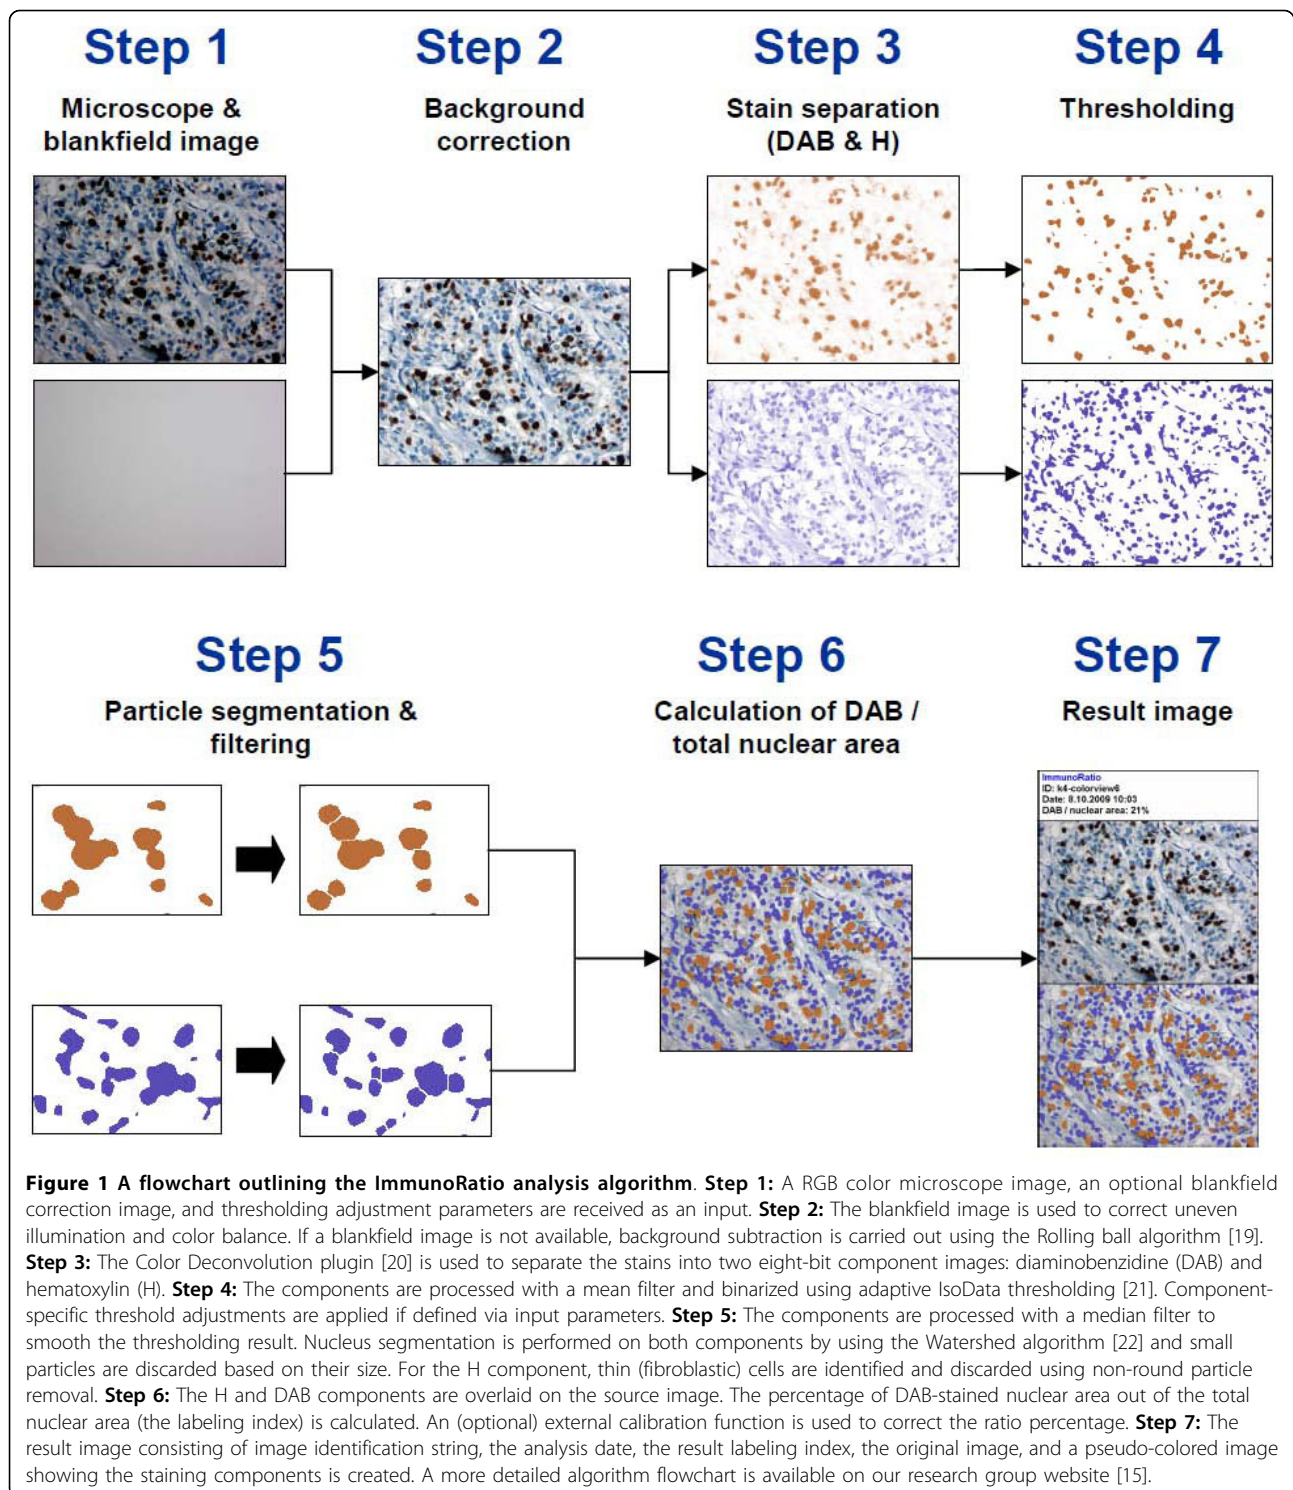 Step 1
Step 2
Step 3
Step 4
Microscope &
blankfield image
Background
correction
Stain separation
(DAB & H)
Thresholding
Step 5
Step 6
Step 7
Particle segmentation &
filtering
Calculation of DAB /
total nuclear area
Result image
ImmunoRatio
ID: k4-colorview6
Date: 8.10.2009 10:03
DAB / nuclear area: 21%
Figure 1 A flowchart outlining the ImmunoRatio analysis algorithm. Step 1: A RGB color microscope image, an optional blankfield
correction image, and thresholding adjustment parameters are received as an input. Step 2: The blankfield image is used to correct uneven
illumination and color balance. If a blankfield image is not available, background subtraction is carried out using the Rolling ball algorithm [19].
Step 3: The Color Deconvolution plugin [20] is used to separate the stains into two eight-bit component images: diaminobenzidine (DAB) and
hematoxylin (H). Step 4: The components are processed with a mean filter and binarized using adaptive IsoData thresholding [21]. Component-
specific threshold adjustments are applied if defined via input parameters. Step 5: The components are processed with a median filter to
smooth the thresholding result. Nucleus segmentation is performed on both components by using the Watershed algorithm [22] and small
particles are discarded based on their size. For the H component, thin (fibroblastic) cells are identified and discarded using non-round particle
removal. Step 6: The H and DAB components are overlaid on the source image. The percentage of DAB-stained nuclear area out of the total
nuclear area (the labeling index) is calculated. An (optional) external calibration function is used to correct the ratio percentage. Step 7: The
result image consisting of image identification string, the analysis date, the result labeling index, the original image, and a pseudo-colored image
showing the staining components is created. A more detailed algorithm flowchart is available on our research group website [15].